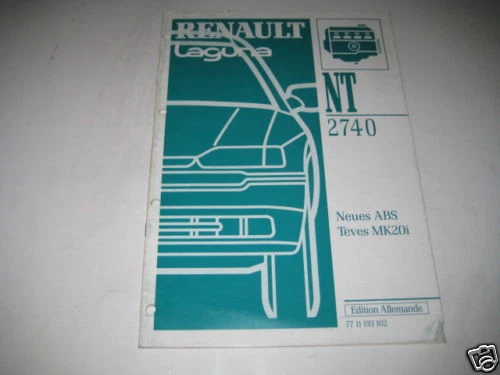 RENAULT
Laguna
NT
2740
Neues ABS
Teves MK20i
Edition Allemande
77 11 193 102